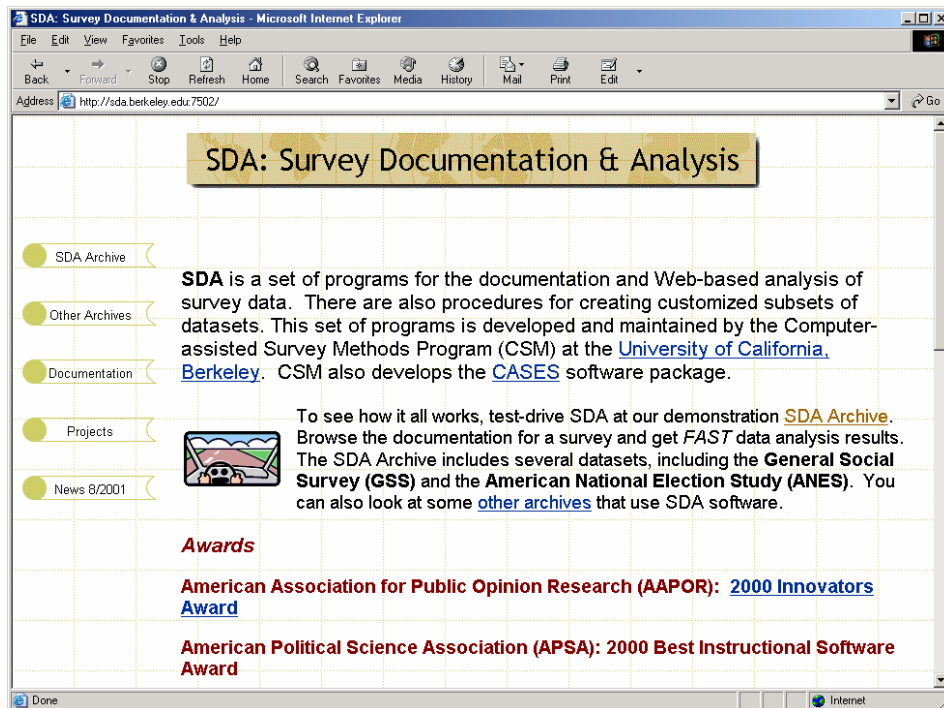 SDA: Survey Documentation & Analysis - Microsoft Internet Explorer
File Edit View Favorites Tools Help
Back Forward Stop Refresh Home Search Favorites Media History Mail Print Edit
Address http://sda.berkeley.edu:7502/ Go
SDA: Survey Documentation & Analysis
SDA Archive
Other Archives
Documentation
Projects
News 8/2001
SDA is a set of programs for the documentation and Web-based analysis of
survey data. There are also procedures for creating customized subsets of
datasets. This set of programs is developed and maintained by the Computer-
assisted Survey Methods Program (CSM) at the University of California,
Berkeley. CSM also develops the CASES software package.
To see how it all works, test-drive SDA at our demonstration SDA Archive.
Browse the documentation for a survey and get FAST data analysis results.
The SDA Archive includes several datasets, including the General Social
Survey (GSS) and the American National Election Study (ANES). You
can also look at some other archives that use SDA software.
Awards
American Association for Public Opinion Research (AAPOR): 2000 Innovators
Award
American Political Science Association (APSA): 2000 Best Instructional Software
Award
Done Internet